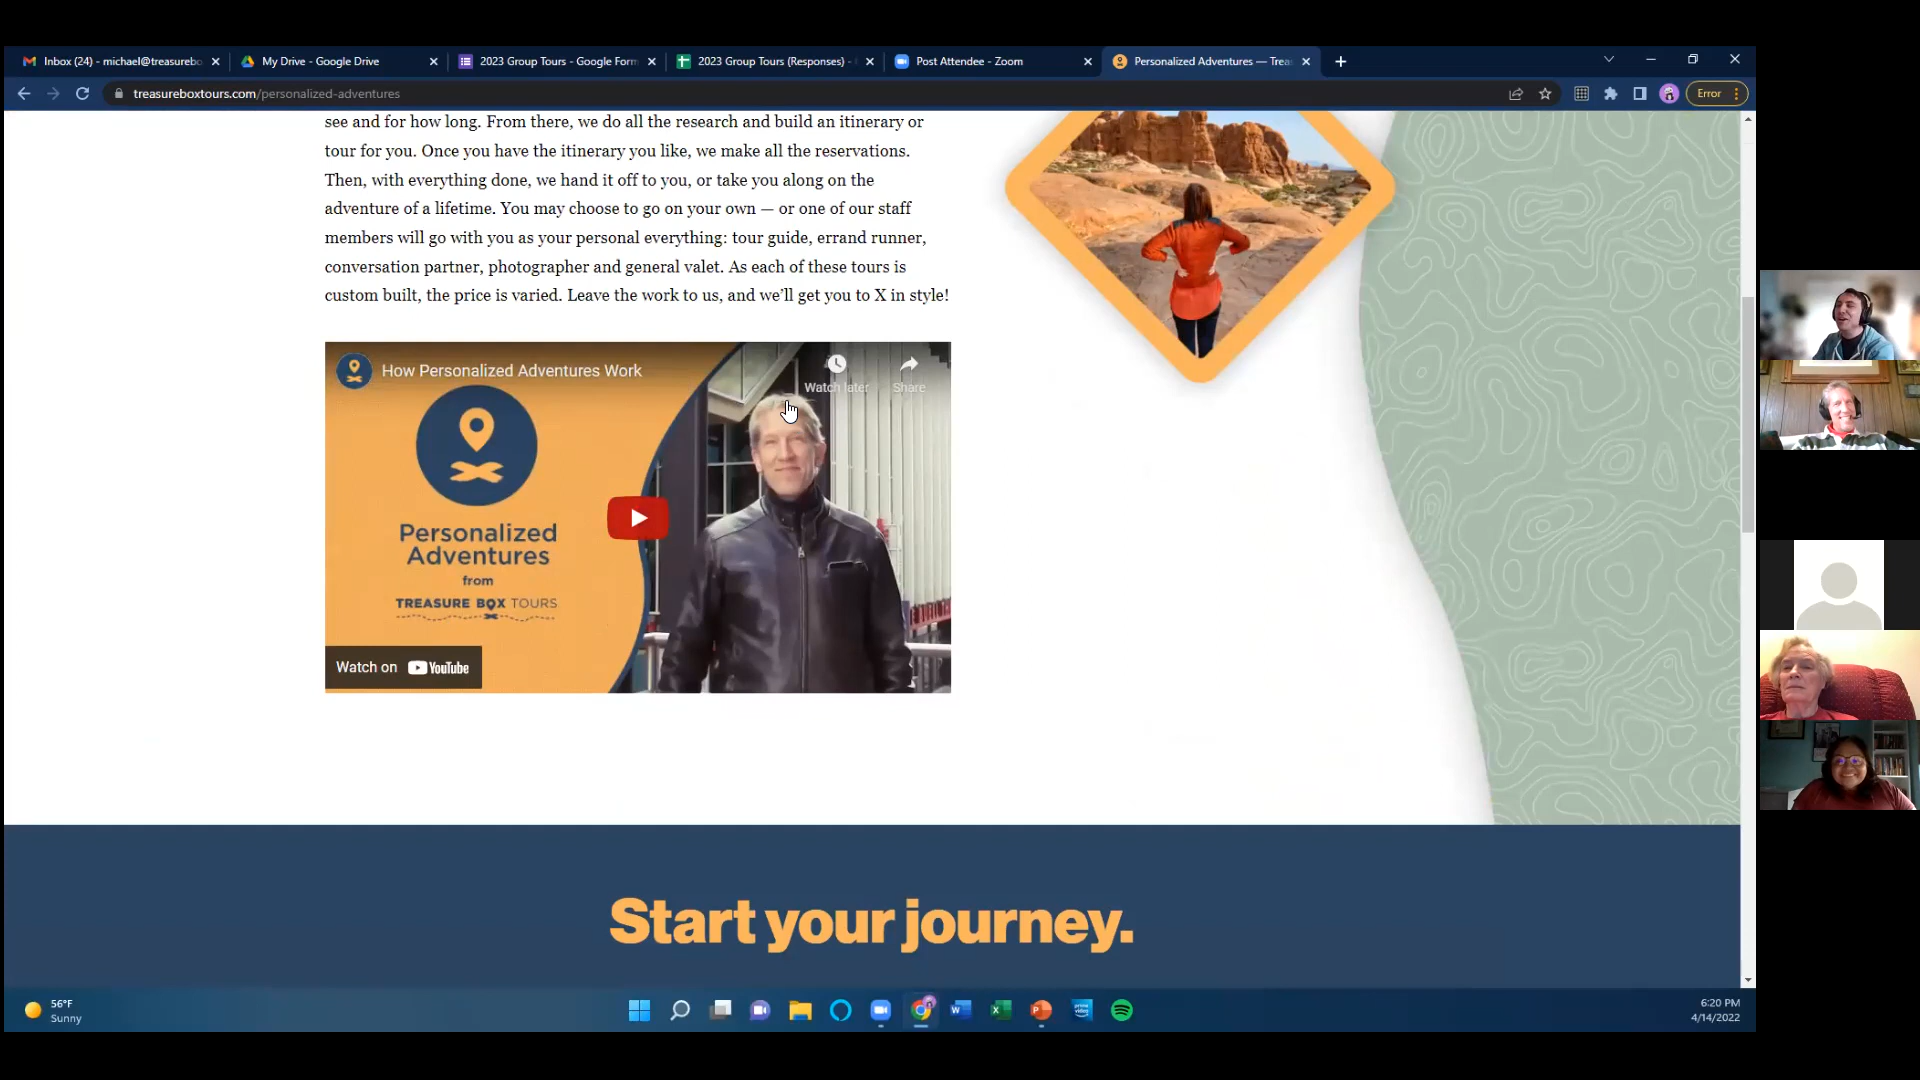 Inbox (24) - michael@treasurebo
My Drive - Google Drive
2023 Group Tours - Google Form
2023 Group Tours (Responses) -
Post Attendee - Zoom
Personalized Adventures — Trea
treasureboxtours.com/personalized-adventures
Error
see and for how long. From there, we do all the research and build an itinerary or
tour for you. Once you have the itinerary you like, we make all the reservations.
Then, with everything done, we hand it off to you, or take you along on the
adventure of a lifetime. You may choose to go on your own — or one of our staff
members will go with you as your personal everything: tour guide, errand runner,
conversation partner, photographer and general valet. As each of these tours is
custom built, the price is varied. Leave the work to us, and we’ll get you to X in style!
How Personalized Adventures Work
Watch later
Share
Personalized
Adventures
from
TREASURE BOX TOURS
Watch on YouTube
Start your journey.
56°F
Sunny
6:20 PM
4/14/2022